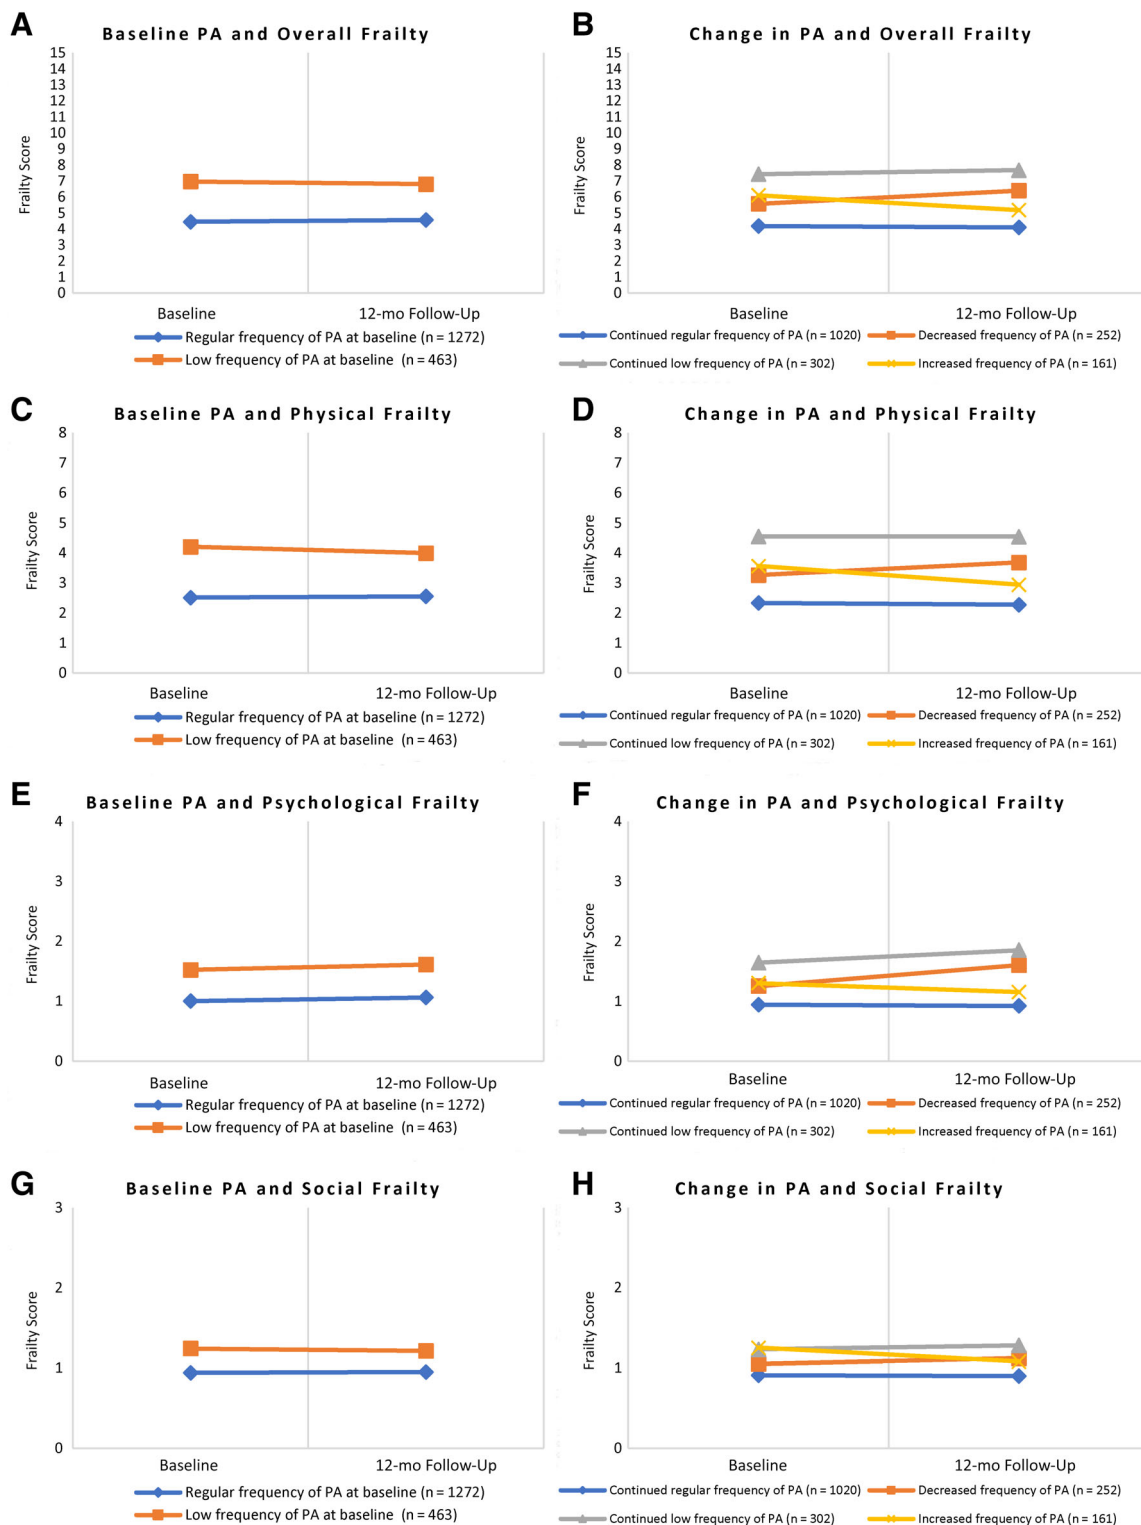 A
Baseline PA and Overall Frailty
15
14
13
12
11
10
9
8
7
6
5
4
3
2
1
0
Frailty Score
Baseline
12-mo Follow-Up
Regular frequency of PA at baseline (n = 1272)
Low frequency of PA at baseline (n = 463)
B
Change in PA and Overall Frailty
15
14
13
12
11
10
9
8
7
6
5
4
3
2
1
0
Frailty Score
Baseline
12-mo Follow-Up
Continued regular frequency of PA (n = 1020)
Decreased frequency of PA (n = 252)
Continued low frequency of PA (n = 302)
Increased frequency of PA (n = 161)
C
Baseline PA and Physical Frailty
8
7
6
5
4
3
2
1
0
Frailty Score
Baseline
12-mo Follow-Up
Regular frequency of PA at baseline (n = 1272)
Low frequency of PA at baseline (n = 463)
D
Change in PA and Physical Frailty
8
7
6
5
4
3
2
1
0
Frailty Score
Baseline
12-mo Follow-Up
Continued regular frequency of PA (n = 1020)
Decreased frequency of PA (n = 252)
Continued low frequency of PA (n = 302)
Increased frequency of PA (n = 161)
E
Baseline PA and Psychological Frailty
4
3
2
1
0
Frailty Score
Baseline
12-mo Follow-Up
Regular frequency of PA at baseline (n = 1272)
Low frequency of PA at baseline (n = 463)
F
Change in PA and Psychological Frailty
4
3
2
1
0
Frailty Score
Baseline
12-mo Follow-Up
Continued regular frequency of PA (n = 1020)
Decreased frequency of PA (n = 252)
Continued low frequency of PA (n = 302)
Increased frequency of PA (n = 161)
G
Baseline PA and Social Frailty
3
2
1
0
Frailty Score
Baseline
12-mo Follow-Up
Regular frequency of PA at baseline (n = 1272)
Low frequency of PA at baseline (n = 463)
H
Change in PA and Social Frailty
3
2
1
0
Frailty Score
Baseline
12-mo Follow-Up
Continued regular frequency of PA (n = 1020)
Decreased frequency of PA (n = 252)
Continued low frequency of PA (n = 302)
Increased frequency of PA (n = 161)